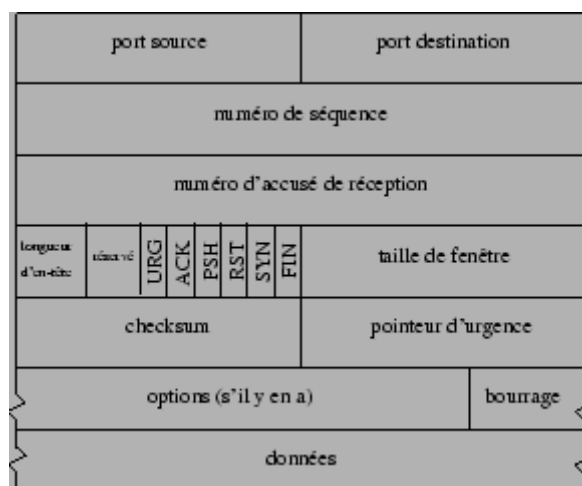 port source
port destination
numéro de séquence
numéro d'accusé de réception
longueur
d'en-tête
réservé
URG
ACK
PSH
RST
SYN
FIN
taille de fenêtre
checksum
pointeur d'urgence
options (s'il y en a)
bourrage
données